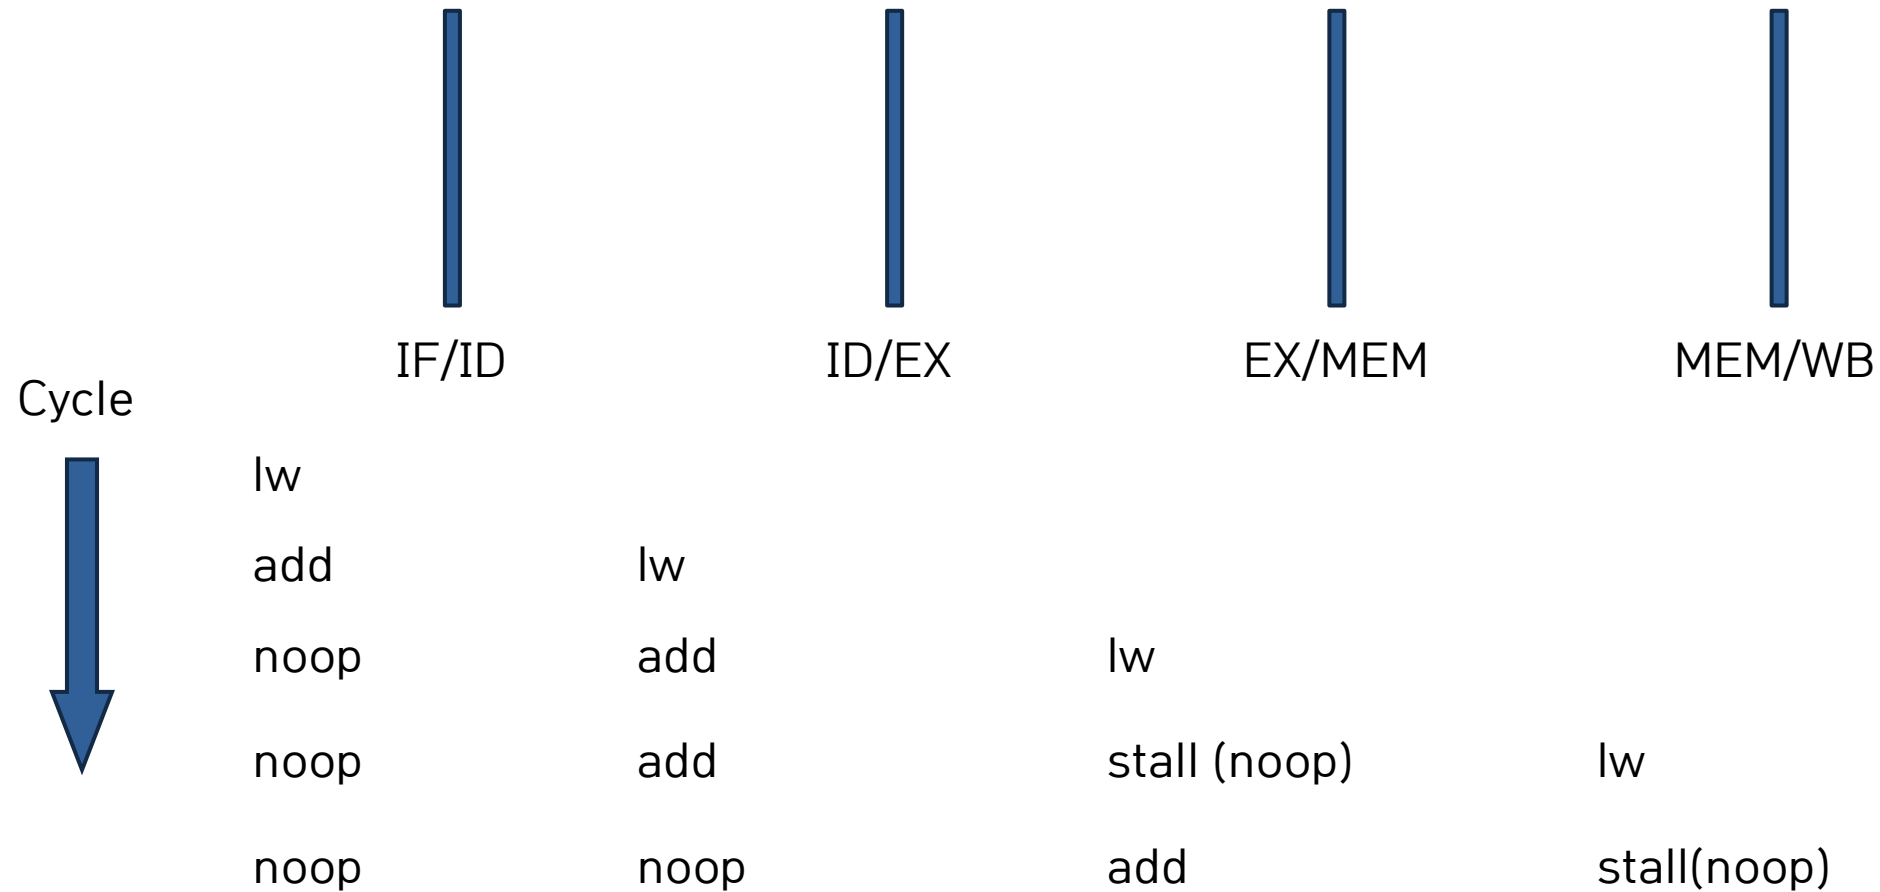 IF/ID ID/EX EX/MEM MEM/WB
Cycle
lw
add lw
noop add lw
noop add stall (noop) lw
noop noop add stall(noop)